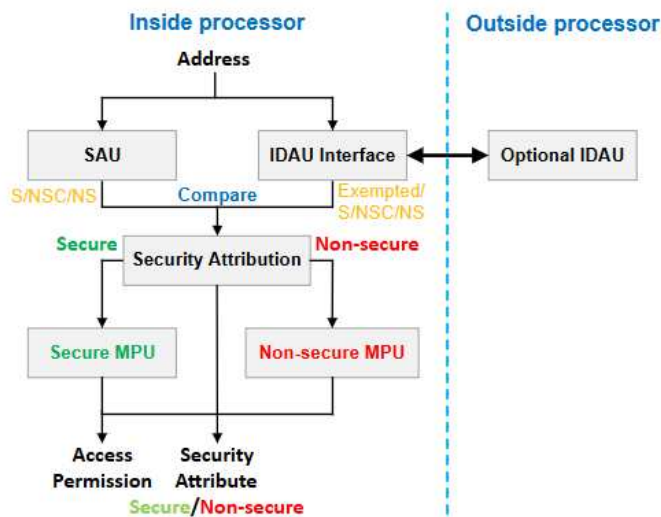 Inside processor
Outside processor
Address
SAU
IDAU Interface
Optional IDAU
S/NSC/NS
Compare
Exempted/
S/NSC/NS
Secure
Non-secure
Security Attribution
Secure MPU
Non-secure MPU
Access
Permission
Security
Attribute
Secure/Non-secure